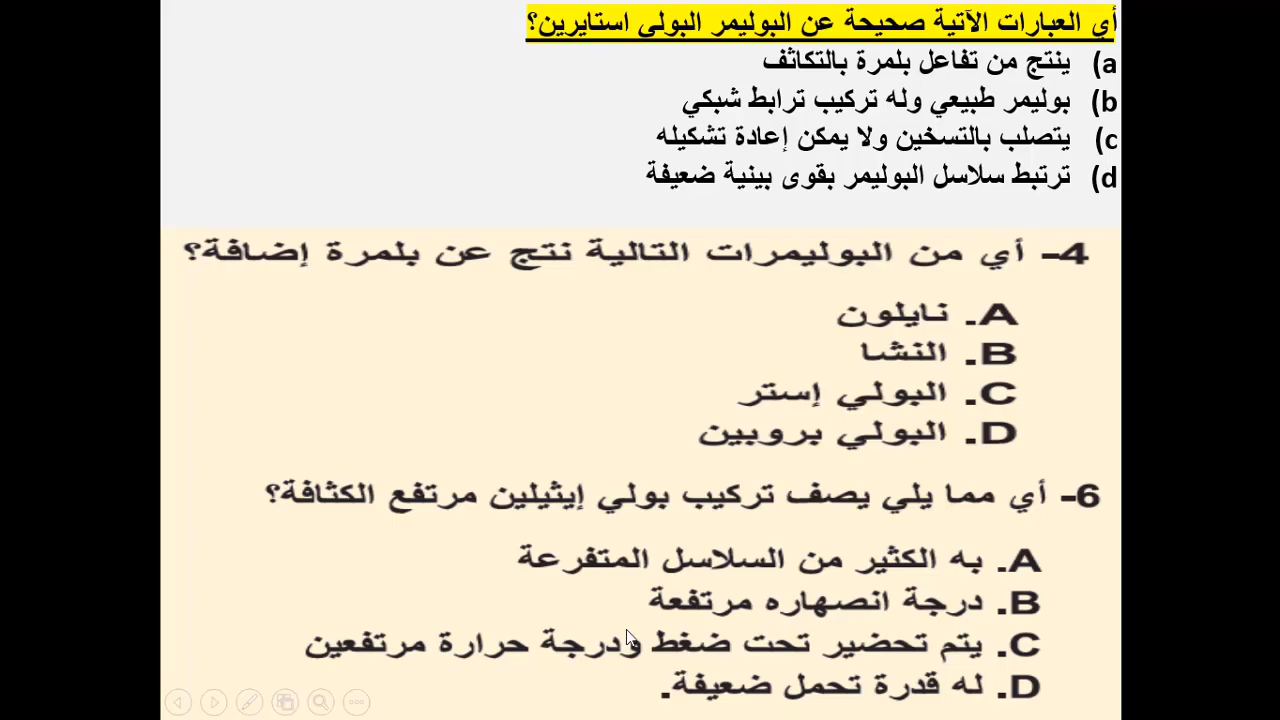 أي العبارات الآتية صحيحة عن البوليمر البولي استايرين؟
a) ينتج من تفاعل بلمرة بالتكاثف
b) بوليمر طبيعي وله تركيب ترابط شبكي
c) يتصلب بالتسخين ولا يمكن إعادة تشكيله
d) ترتبط سلاسل البوليمر بقوى بينية ضعيفة
4- أي من البوليمرات التالية نتج عن بلمرة إضافة؟
A. نايلون
B. النشا
C. البولي إستر
D. البولي بروبين
6- أي مما يلي يصف تركيب بولي إيثيلين مرتفع الكثافة؟
A. به الكثير من السلاسل المتفرعة
B. درجة انصهاره مرتفعة
C. يتم تحضير تحت ضغط ودرجة حرارة مرتفعين
D. له قدرة تحمل ضعيفة.